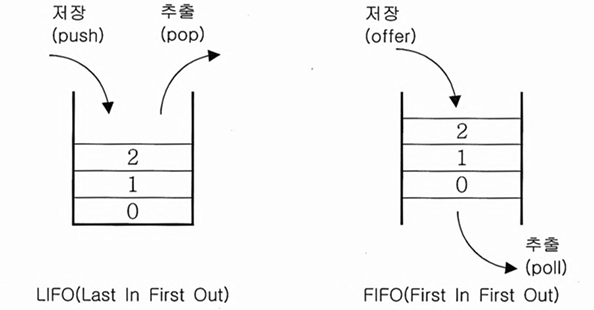 저장
(push)
추출
(pop)
2
1
0
LIFO(Last In First Out)
저장
(offer)
2
1
0
추출
(poll)
FIFO(First In First Out)